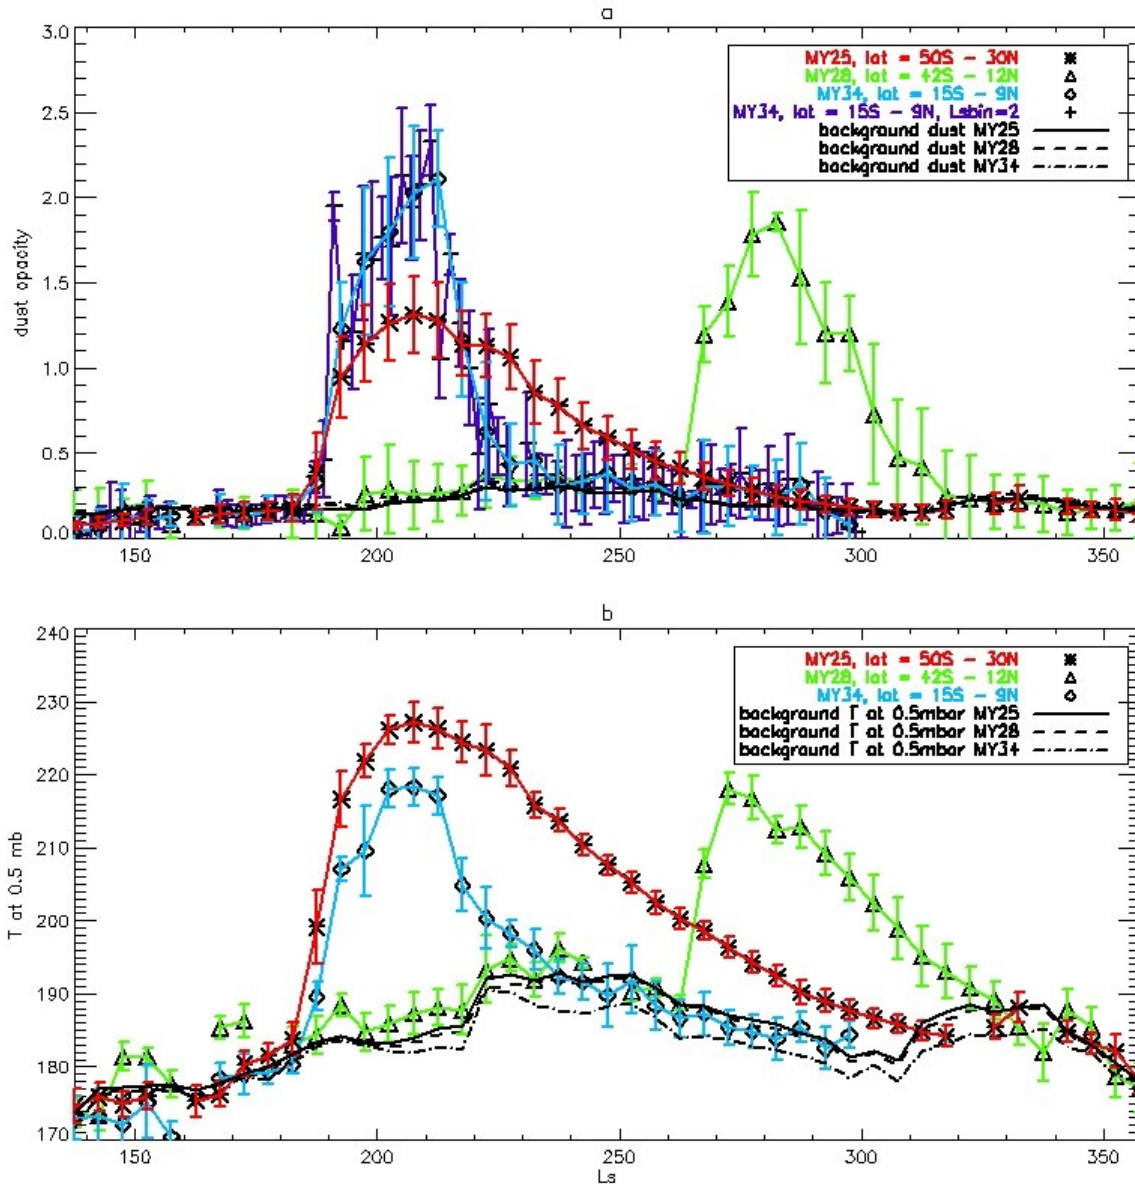 a
3.0
2.5
2.0
1.5
1.0
0.5
0.0
dust opacity
MY25, lat = 50S - 30N
MY28, lat = 42S - 12N
MY34, lat = 15S - 9N
MY34, lat = 15S - 9N, Lsbin=2
background dust MY25
background dust MY28
background dust MY34
150 200 250 300 350
b
240
230
220
210
200
190
180
170
T at 0.5 mb
MY25, lat = 50S - 30N
MY28, lat = 42S - 12N
MY34, lat = 15S - 9N
background T at 0.5mbar MY25
background T at 0.5mbar MY28
background T at 0.5mbar MY34
150 200 250 300 350
Ls